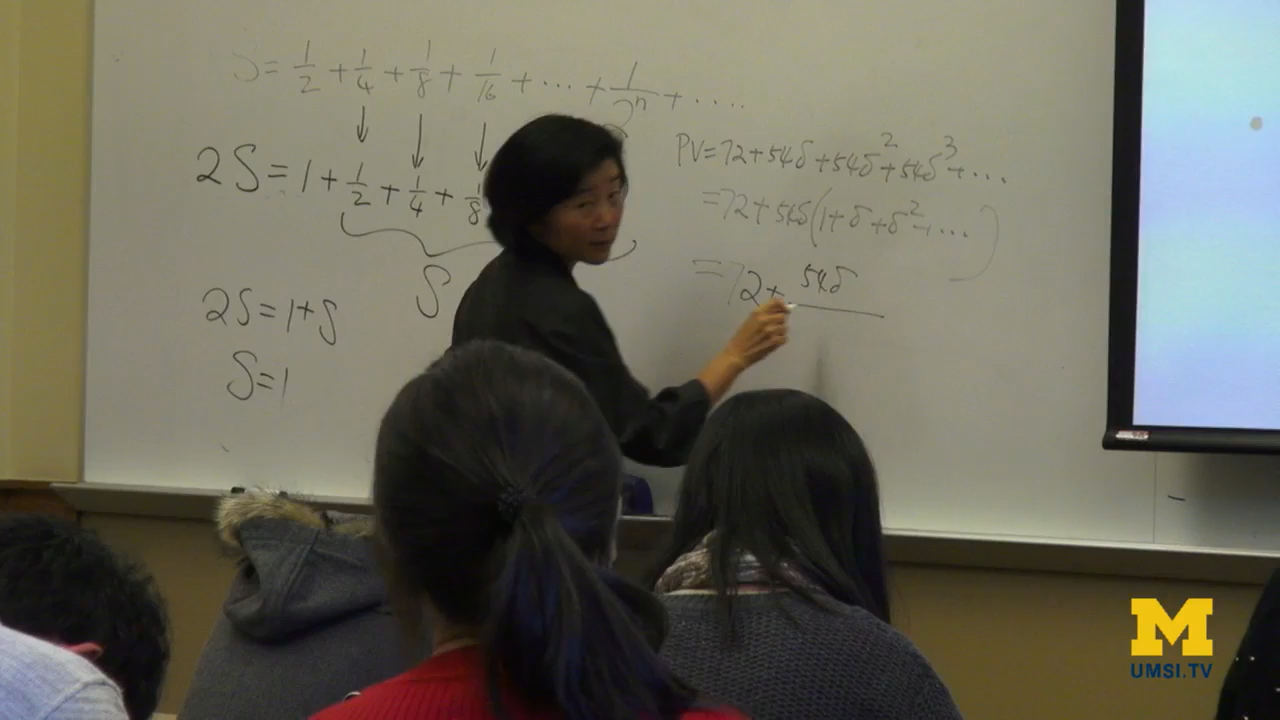 S = 1/2 + 1/4 + 1/8 + 1/16 + ... + 1/2^n + .....
2S = 1 + 1/2 + 1/4 + 1/8
S
2S = 1 + S
S = 1
PV = 72 + 54δ + 54δ² + 54δ³ + ...
= 72 + 54δ(1 + δ + δ² + ... )
= 72 + 54δ
M
UMSI.TV